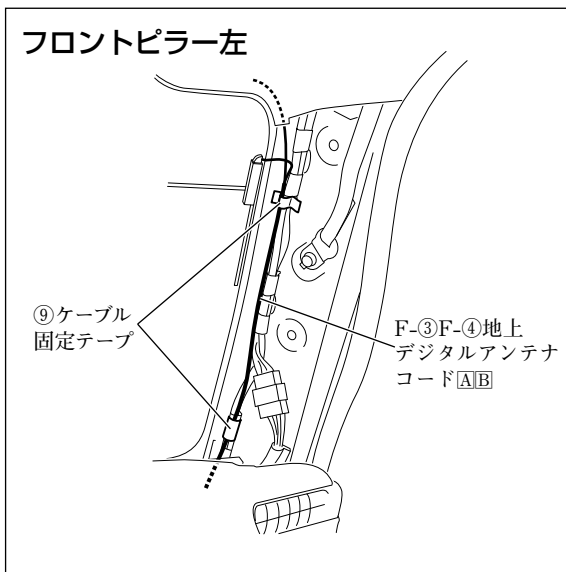 フロントピラー左
⑨ケーブル
固定テープ
F-③F-④地上
デジタルアンテナ
コード🄰🄱